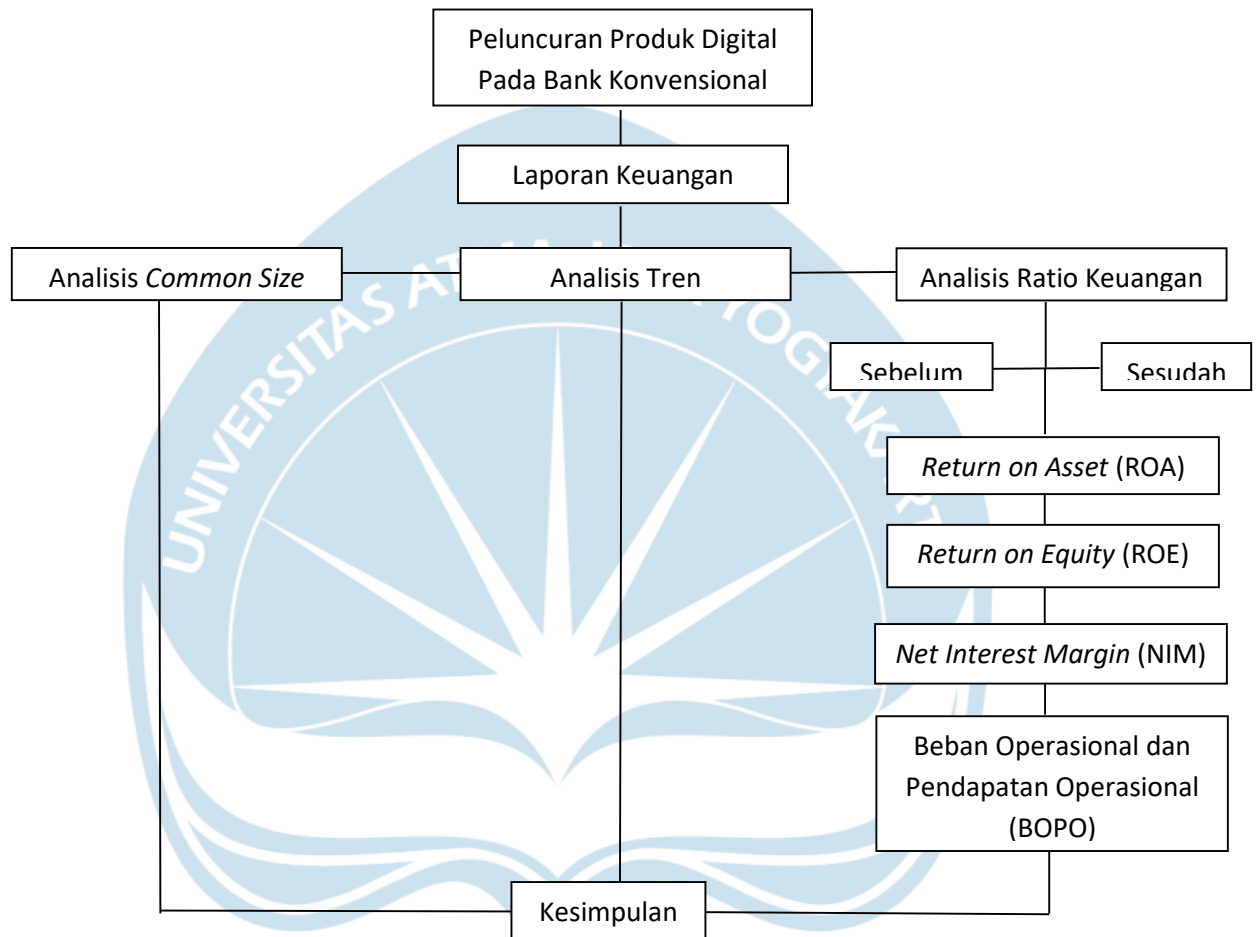 Peluncuran Produk Digital
Pada Bank Konvensional
Laporan Keuangan
Analisis Common Size
Analisis Tren
Analisis Ratio Keuangan
Sebelum
Sesudah
Return on Asset (ROA)
Return on Equity (ROE)
Net Interest Margin (NIM)
Beban Operasional dan
Pendapatan Operasional
(BOPO)
Kesimpulan
UNIVERSITAS